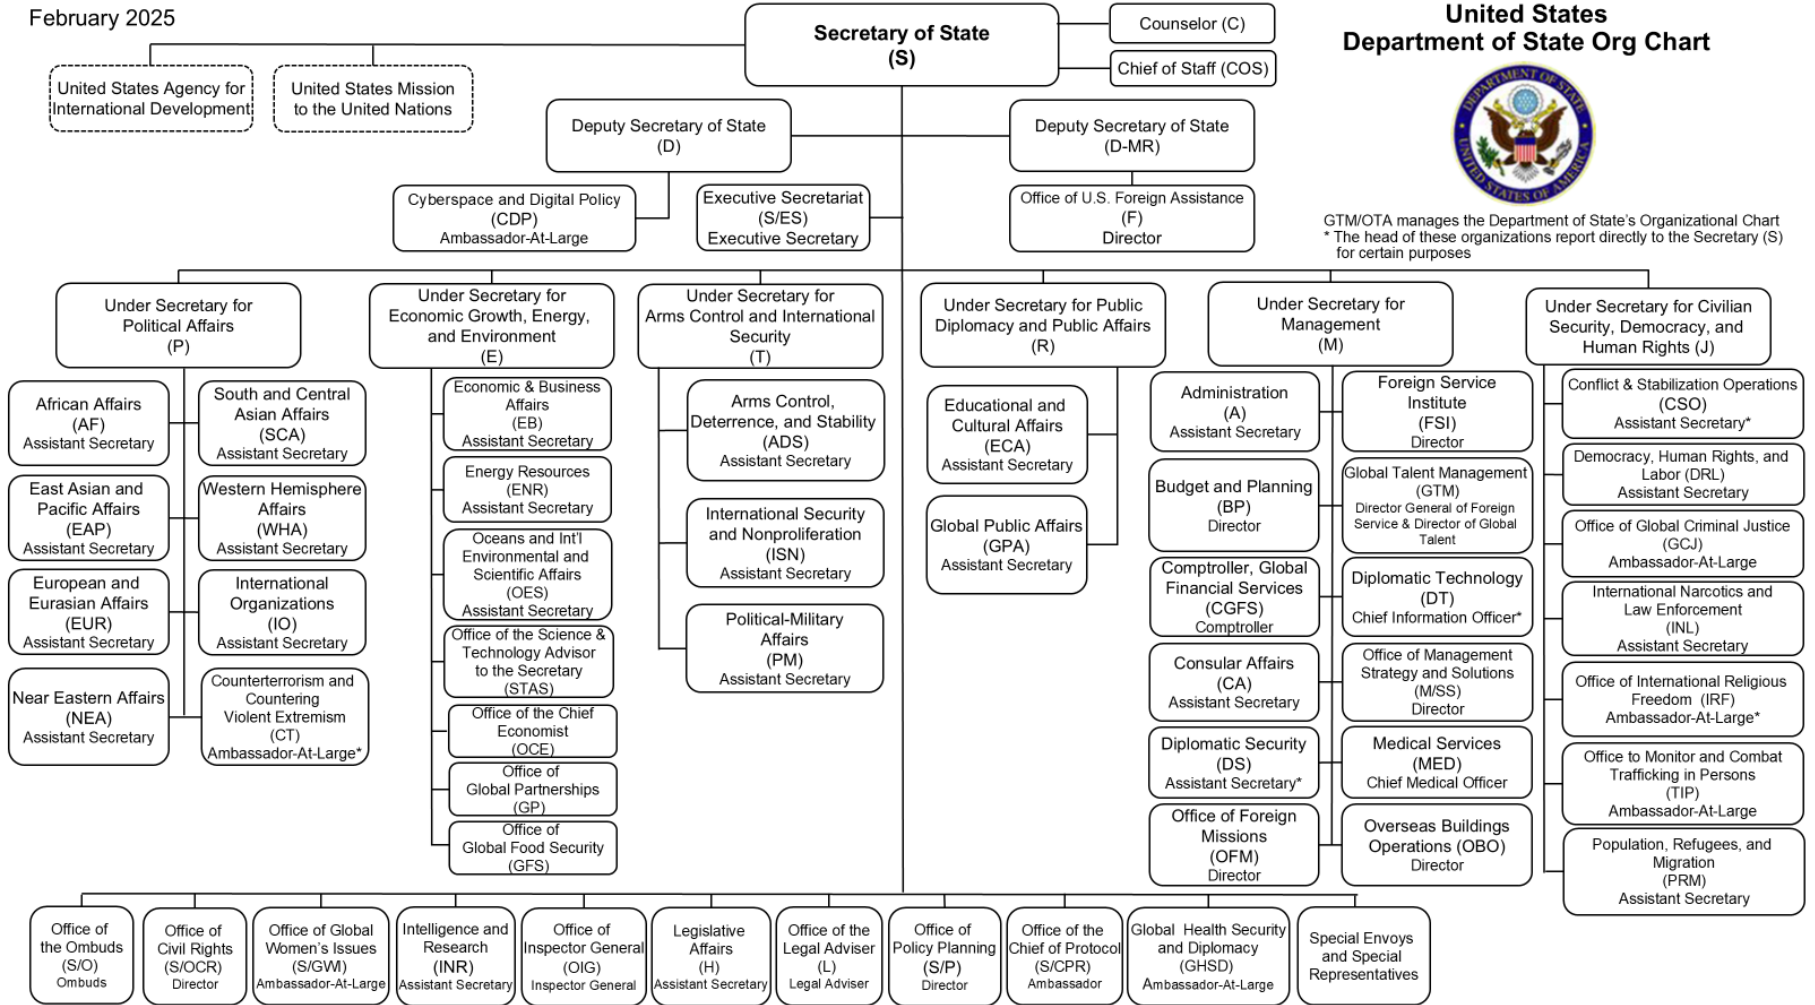 February 2025
Secretary of State
(S)
Counselor (C)
Chief of Staff (COS)
United States
Department of State Org Chart
DEPARTMENT OF STATE
UNITED STATES OF AMERICA
United States Agency for
International Development
United States Mission
to the United Nations
Deputy Secretary of State
(D)
Deputy Secretary of State
(D-MR)
Cyberspace and Digital Policy
(CDP)
Ambassador-At-Large
Executive Secretariat
(S/ES)
Executive Secretary
Office of U.S. Foreign Assistance
(F)
Director
GTM/OTA manages the Department of State's Organizational Chart
* The head of these organizations report directly to the Secretary (S)
for certain purposes
Under Secretary for
Political Affairs
(P)
African Affairs
(AF)
Assistant Secretary
South and Central
Asian Affairs
(SCA)
Assistant Secretary
East Asian and
Pacific Affairs
(EAP)
Assistant Secretary
Western Hemisphere
Affairs
(WHA)
Assistant Secretary
European and
Eurasian Affairs
(EUR)
Assistant Secretary
International
Organizations
(IO)
Assistant Secretary
Near Eastern Affairs
(NEA)
Assistant Secretary
Counterterrorism and
Countering
Violent Extremism
(CT)
Ambassador-At-Large*
Under Secretary for
Economic Growth, Energy,
and Environment
(E)
Economic & Business
Affairs
(EB)
Assistant Secretary
Energy Resources
(ENR)
Assistant Secretary
Oceans and Int'l
Environmental and
Scientific Affairs
(OES)
Assistant Secretary
Office of the Science &
Technology Advisor
to the Secretary
(STAS)
Office of the Chief
Economist
(OCE)
Office of
Global Partnerships
(GP)
Office of
Global Food Security
(GFS)
Under Secretary for
Arms Control and International
Security
(T)
Arms Control,
Deterrence, and Stability
(ADS)
Assistant Secretary
International Security
and Nonproliferation
(ISN)
Assistant Secretary
Political-Military
Affairs
(PM)
Assistant Secretary
Under Secretary for Public
Diplomacy and Public Affairs
(R)
Educational and
Cultural Affairs
(ECA)
Assistant Secretary
Global Public Affairs
(GPA)
Assistant Secretary
Under Secretary for
Management
(M)
Administration
(A)
Assistant Secretary
Foreign Service
Institute
(FSI)
Director
Budget and Planning
(BP)
Director
Global Talent Management
(GTM)
Director General of Foreign
Service & Director of Global
Talent
Comptroller, Global
Financial Services
(CGFS)
Comptroller
Diplomatic Technology
(DT)
Chief Information Officer*
Consular Affairs
(CA)
Assistant Secretary
Office of Management
Strategy and Solutions
(M/SS)
Director
Diplomatic Security
(DS)
Assistant Secretary*
Medical Services
(MED)
Chief Medical Officer
Office of Foreign
Missions
(OFM)
Director
Overseas Buildings
Operations (OBO)
Director
Under Secretary for Civilian
Security, Democracy, and
Human Rights (J)
Conflict & Stabilization Operations
(CSO)
Assistant Secretary*
Democracy, Human Rights, and
Labor (DRL)
Assistant Secretary
Office of Global Criminal Justice
(GCJ)
Ambassador-At-Large
International Narcotics and
Law Enforcement
(INL)
Assistant Secretary
Office of International Religious
Freedom (IRF)
Ambassador-At-Large*
Office to Monitor and Combat
Trafficking in Persons
(TIP)
Ambassador-At-Large
Population, Refugees, and
Migration
(PRM)
Assistant Secretary
Office of
the Ombuds
(S/O)
Ombuds
Office of
Civil Rights
(S/OCR)
Director
Office of Global
Women's Issues
(S/GWI)
Ambassador-At-Large
Intelligence and
Research
(INR)
Assistant Secretary
Office of
Inspector General
(OIG)
Inspector General
Legislative
Affairs
(H)
Assistant Secretary
Office of the
Legal Adviser
(L)
Legal Adviser
Office of
Policy Planning
(S/P)
Director
Office of the
Chief of Protocol
(S/CPR)
Ambassador
Global Health Security
and Diplomacy
(GHSD)
Ambassador-At-Large
Special Envoys
and Special
Representatives